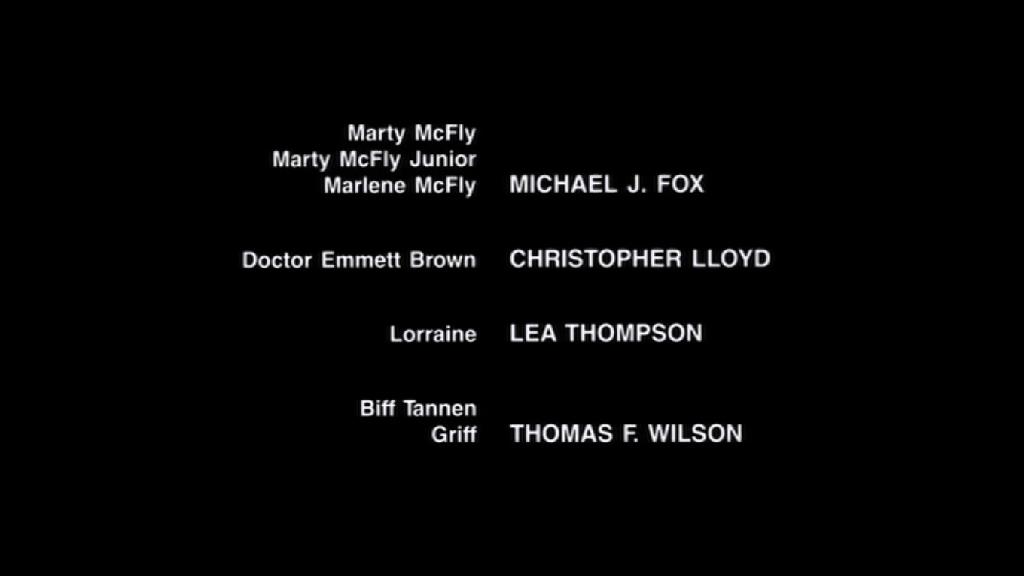 Marty McFly
Marty McFly Junior
Marlene McFly MICHAEL J. FOX
Doctor Emmett Brown CHRISTOPHER LLOYD
Lorraine LEA THOMPSON
Biff Tannen
Griff THOMAS F. WILSON